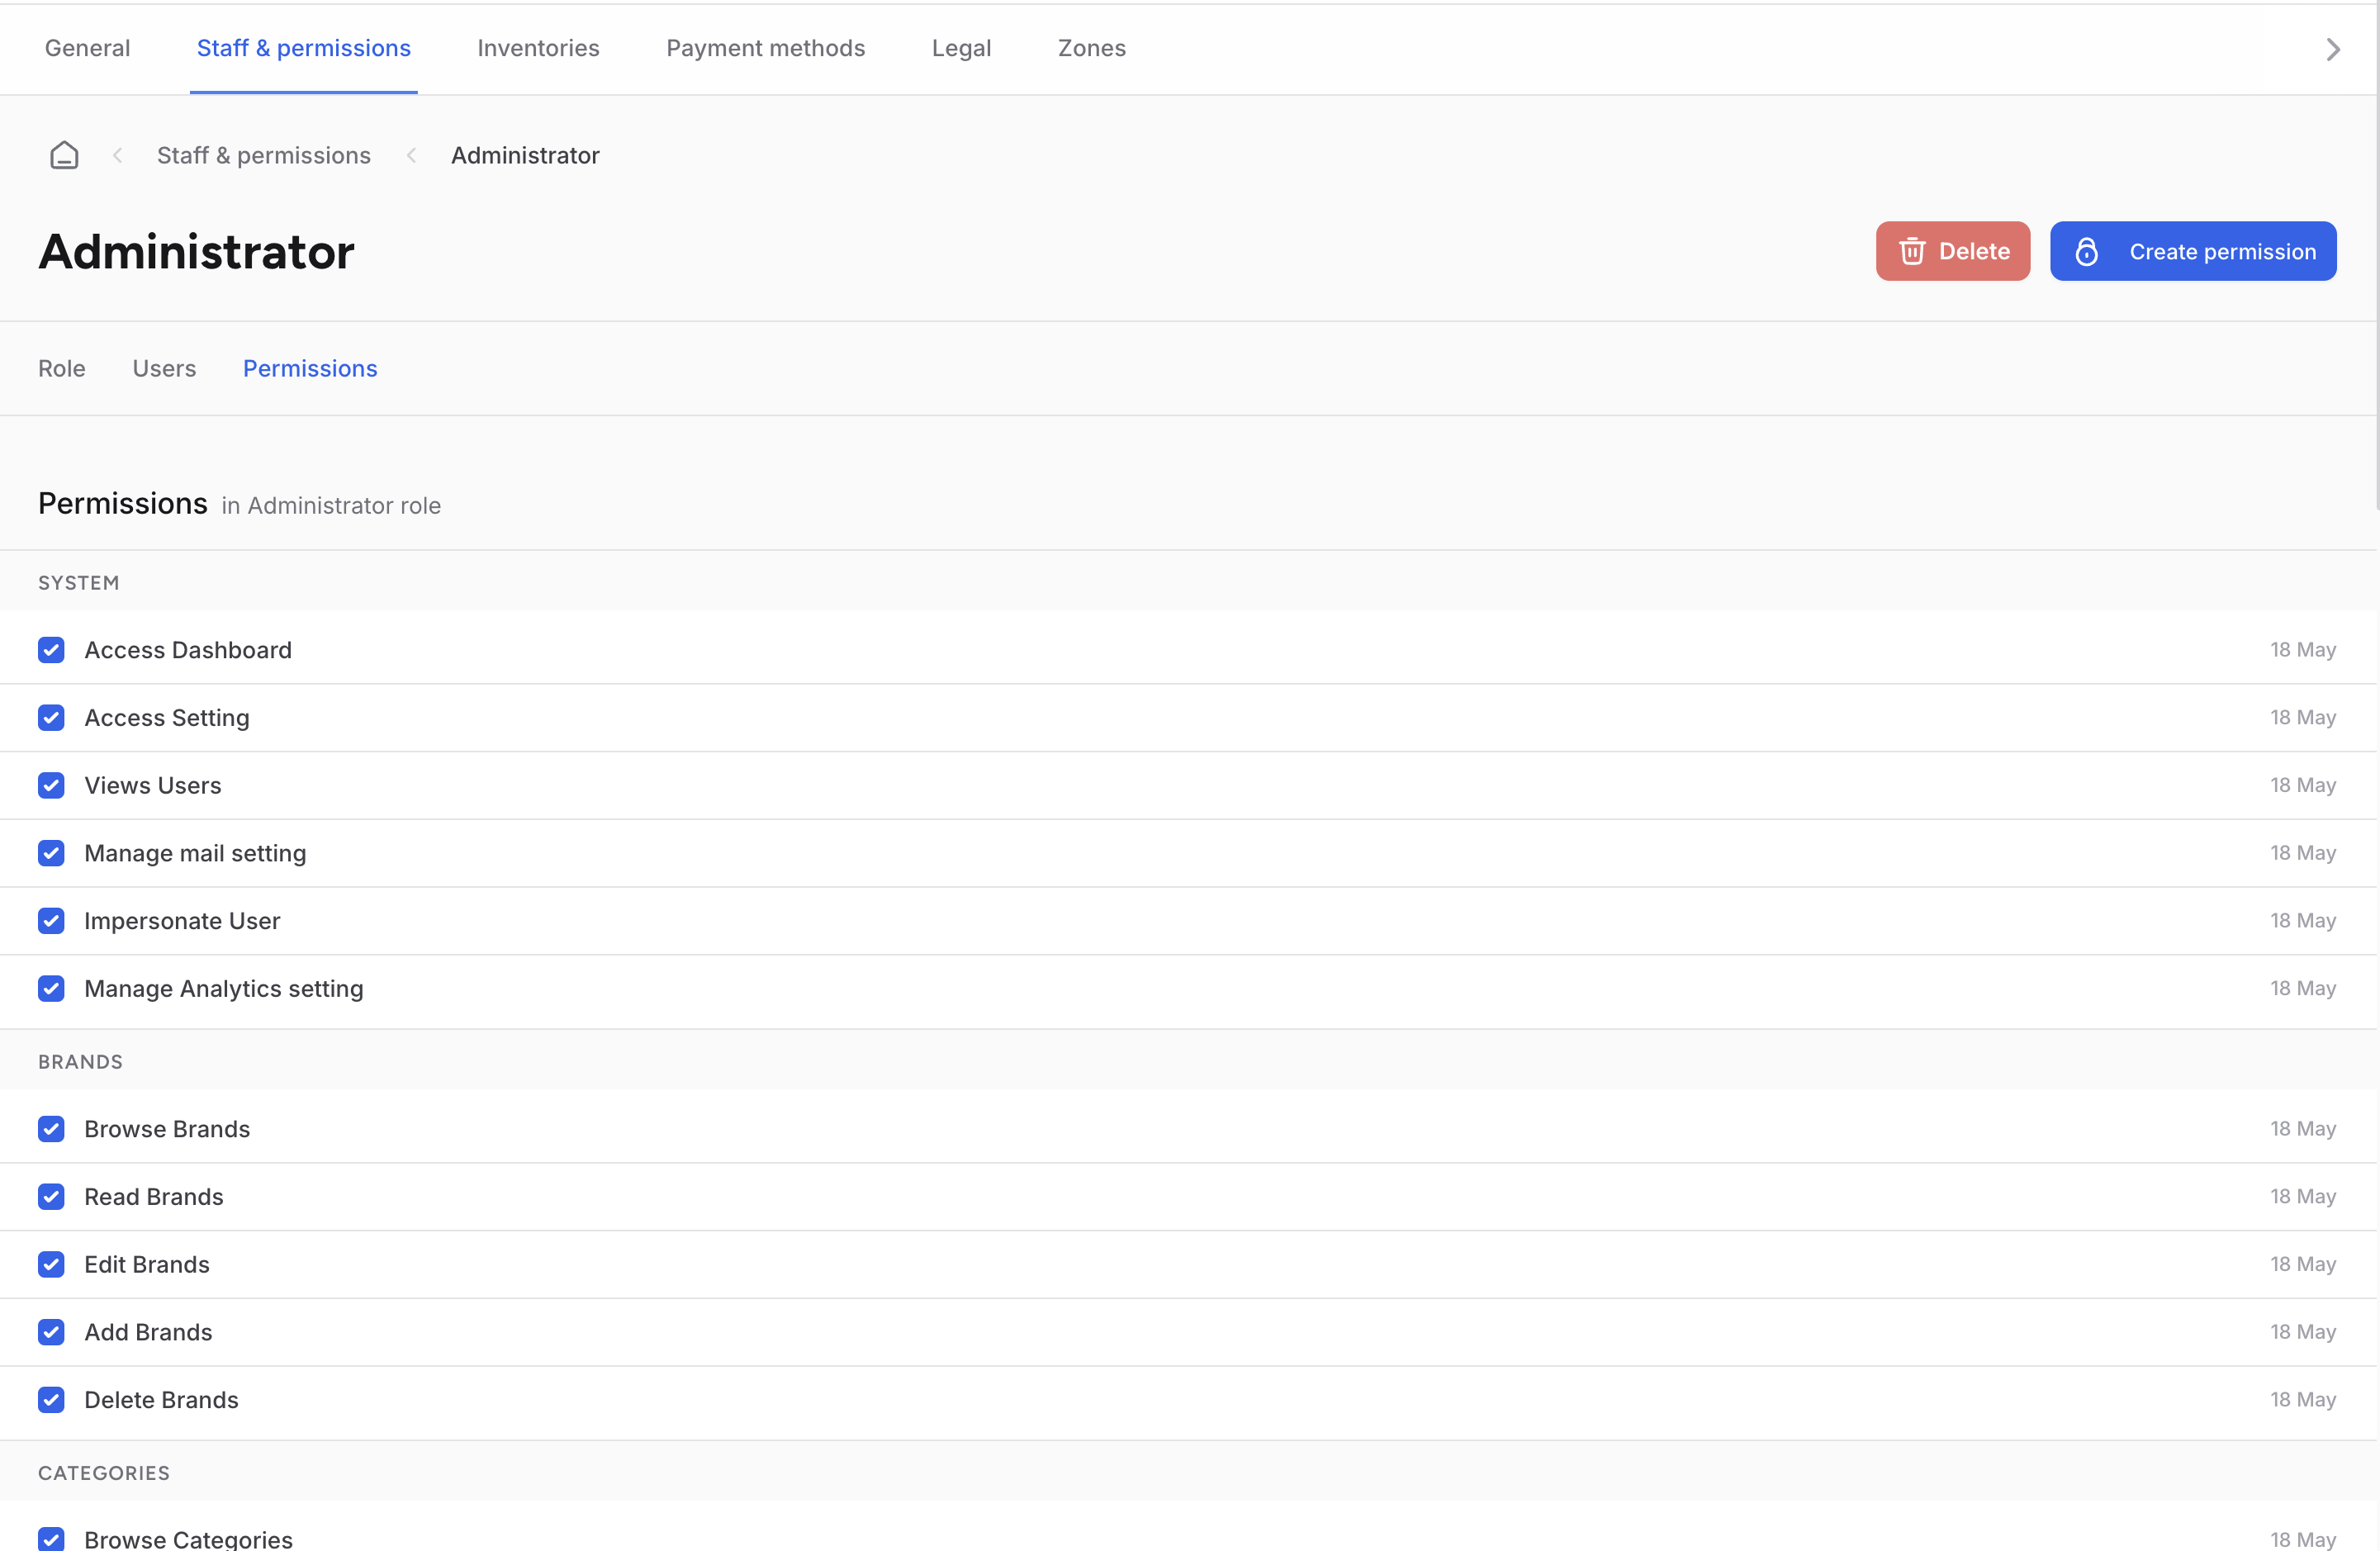 General Staff & permissions Inventories Payment methods Legal Zones
Staff & permissions Administrator
Administrator
Delete Create permission
Role Users Permissions
Permissions in Administrator role
SYSTEM
Access Dashboard 18 May
Access Setting 18 May
Views Users 18 May
Manage mail setting 18 May
Impersonate User 18 May
Manage Analytics setting 18 May
BRANDS
Browse Brands 18 May
Read Brands 18 May
Edit Brands 18 May
Add Brands 18 May
Delete Brands 18 May
CATEGORIES
Browse Categories 18 May